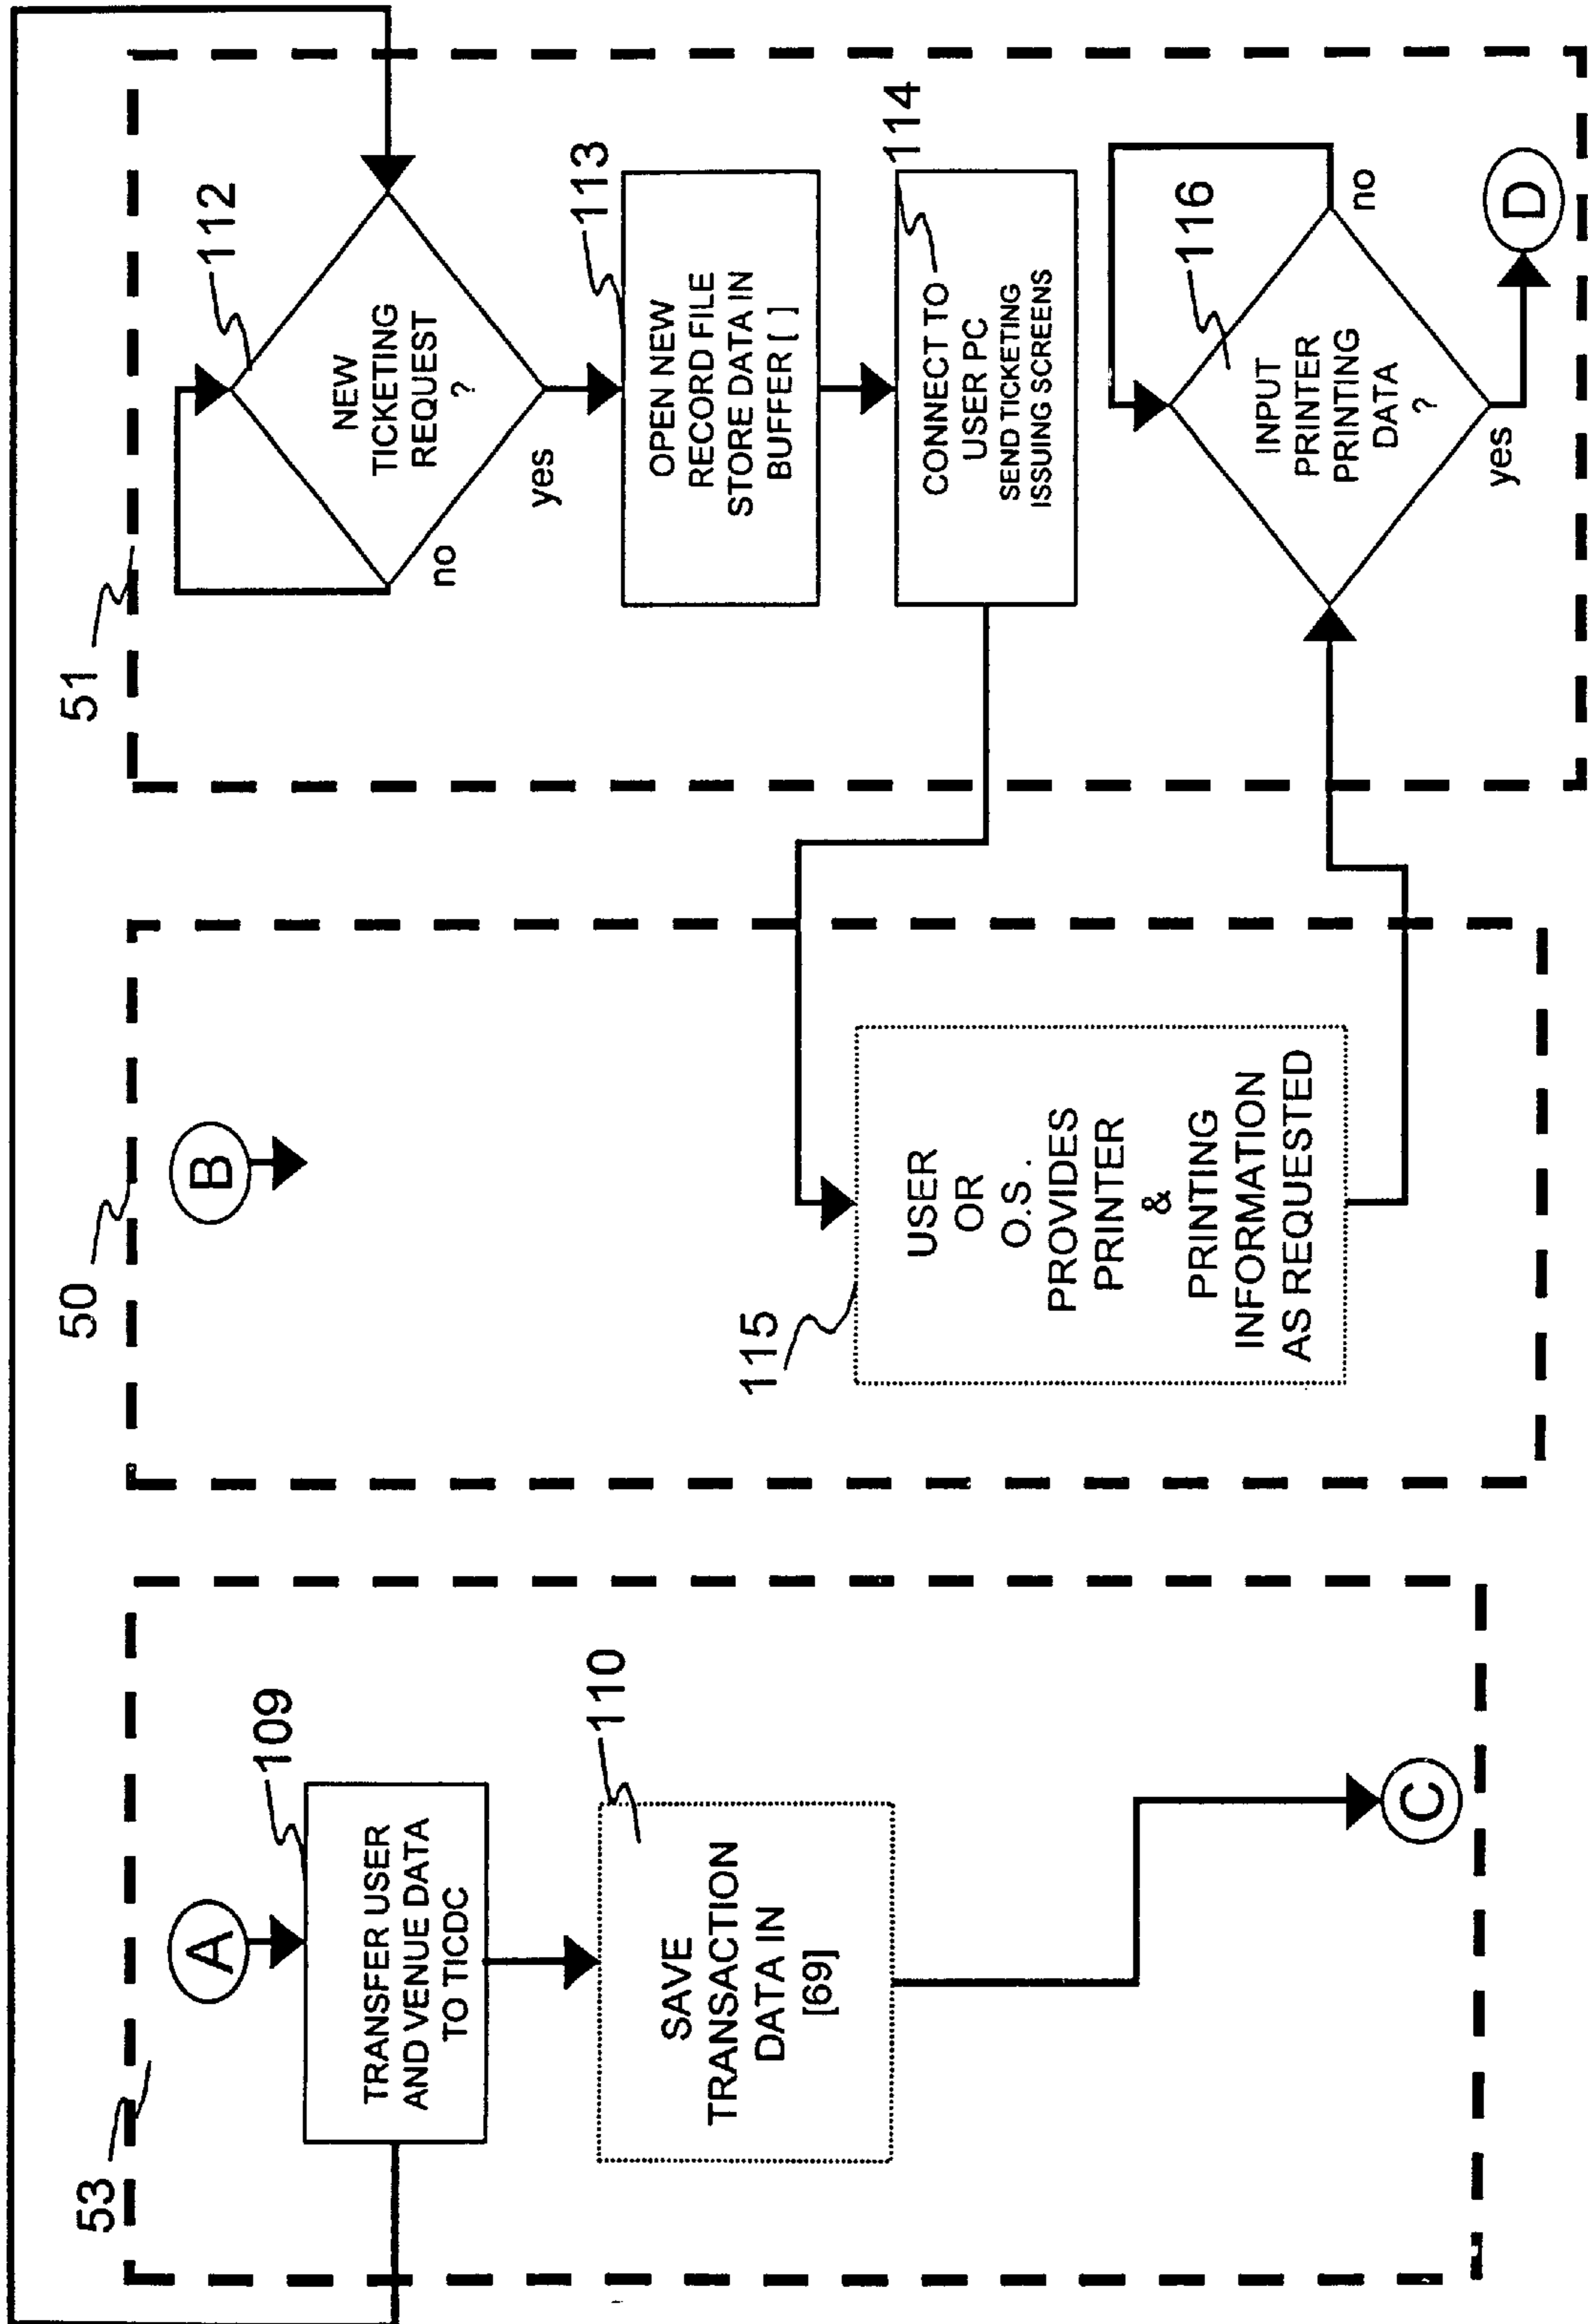 53
A
109
TRANSFER USER
AND VENUE DATA
TO TICDC
110
SAVE
TRANSACTION
DATA IN
[69]
C
50
B
115
USER
OR
O.S.
PROVIDES
PRINTER
&
PRINTING
INFORMATION
AS REQUESTED
51
112
NEW
TICKETING
REQUEST
?
no
yes
113
OPEN NEW
RECORD FILE
STORE DATA IN
BUFFER [ ]
114
CONNECT TO
USER PC
SEND TICKETING
ISSUING SCREENS
116
INPUT
PRINTER
PRINTING
DATA
?
no
yes
D